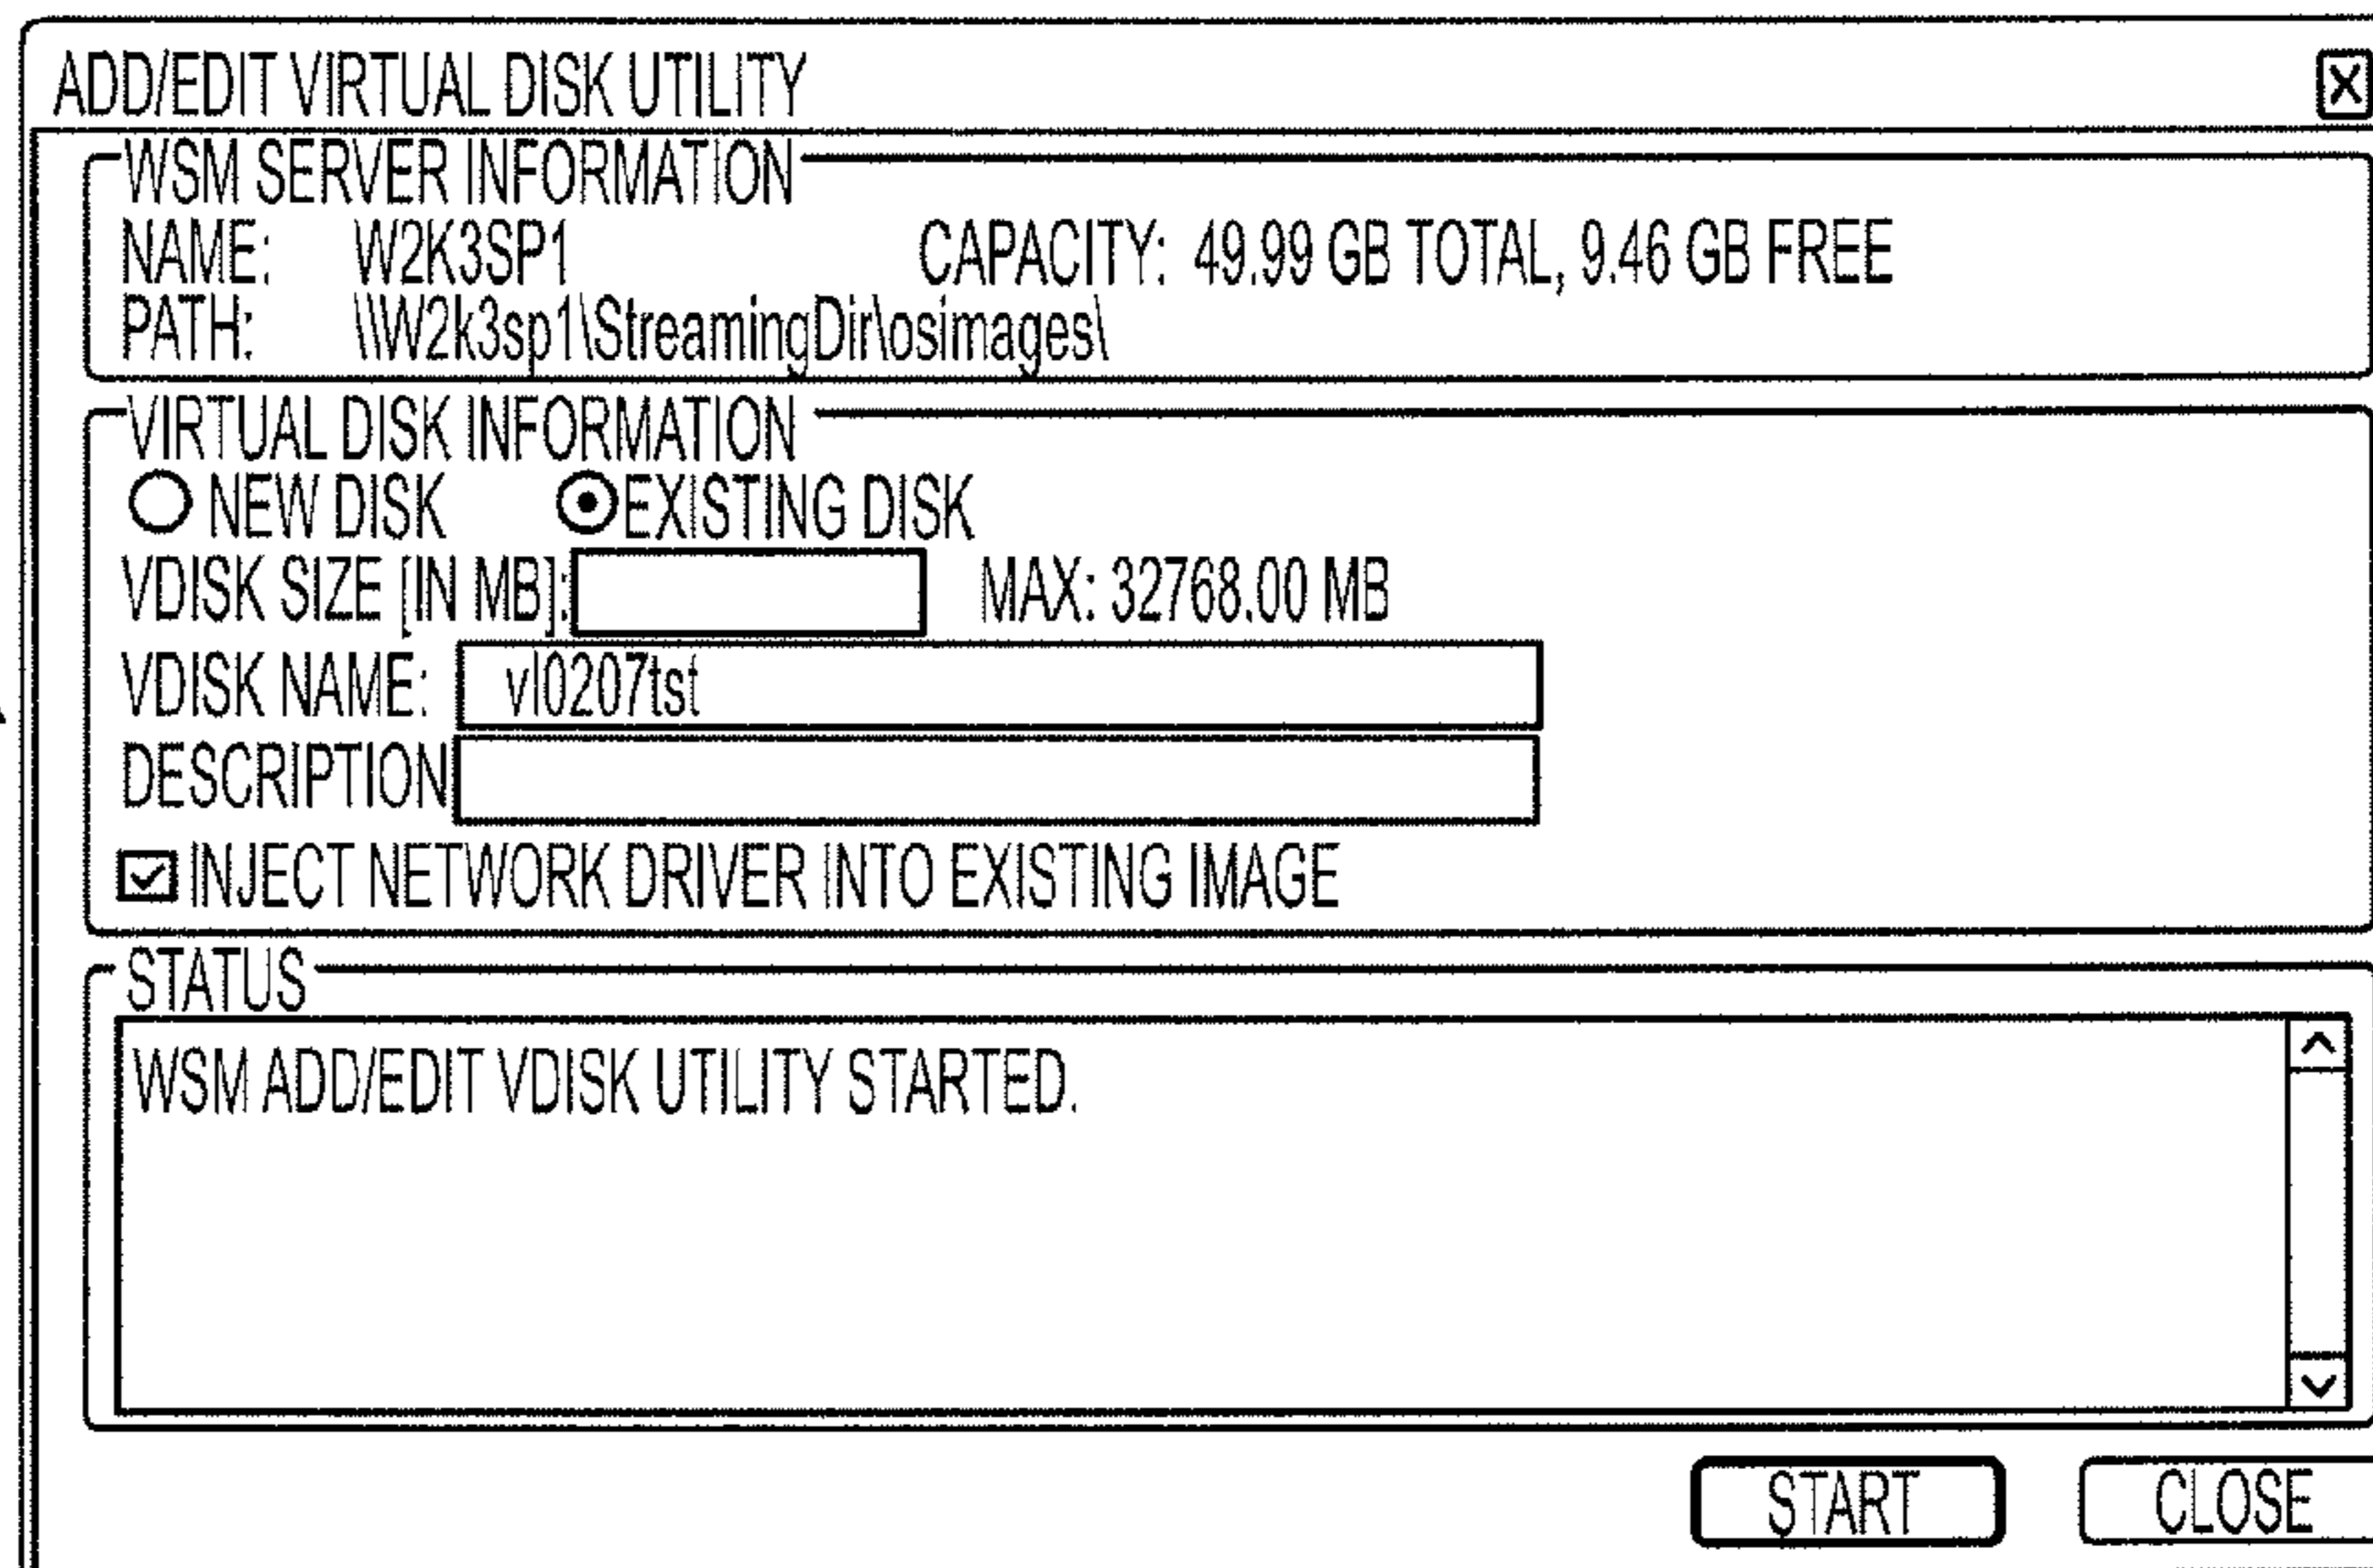 ADD/EDIT VIRTUAL DISK UTILITY
WSM SERVER INFORMATION
NAME: W2K3SP1 CAPACITY: 49.99 GB TOTAL, 9.46 GB FREE
PATH: \\W2k3sp1\StreamingDir\osimages\
VIRTUAL DISK INFORMATION
NEW DISK EXISTING DISK
VDISK SIZE [IN MB]: MAX: 32768.00 MB
VDISK NAME: vl0207tst
DESCRIPTION
INJECT NETWORK DRIVER INTO EXISTING IMAGE
STATUS
WSM ADD/EDIT VDISK UTILITY STARTED.
START CLOSE